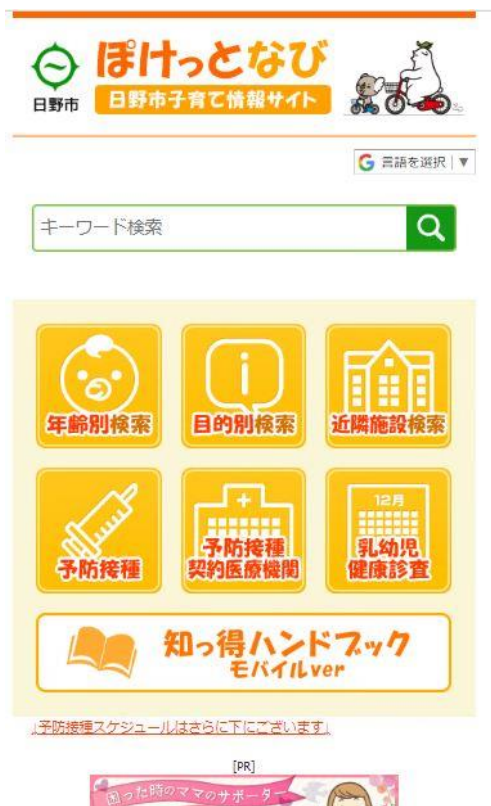 ぽけっとなび
日野市
日野市子育て情報サイト
言語を選択 ▼
キーワード検索
年齢別検索
目的別検索
近隣施設検索
予防接種
予防接種
契約医療機関
12月
乳幼児
健康診査
知っ得ハンドブック
モバイルver
↓予防接種スケジュールはさらに下にございます↓
[PR]
困った時のママのサポーター